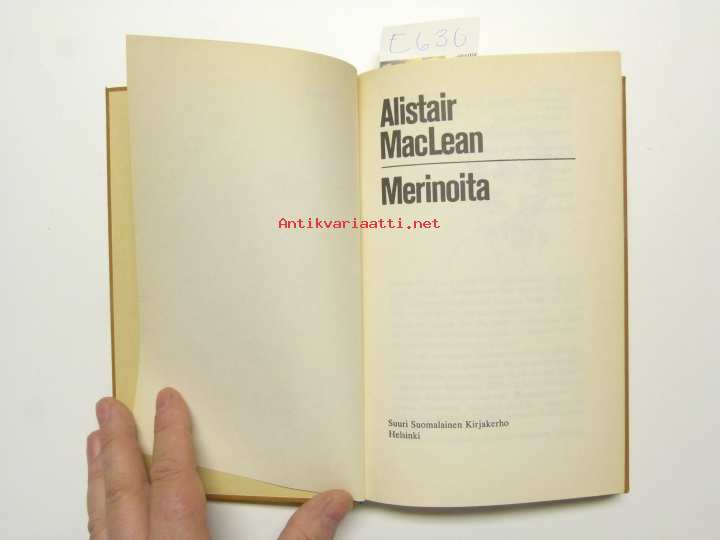 E636
Alistair
MacLean
Merinoita
Antikvariaatti.net
Suuri Suomalainen Kirjakerho
Helsinki